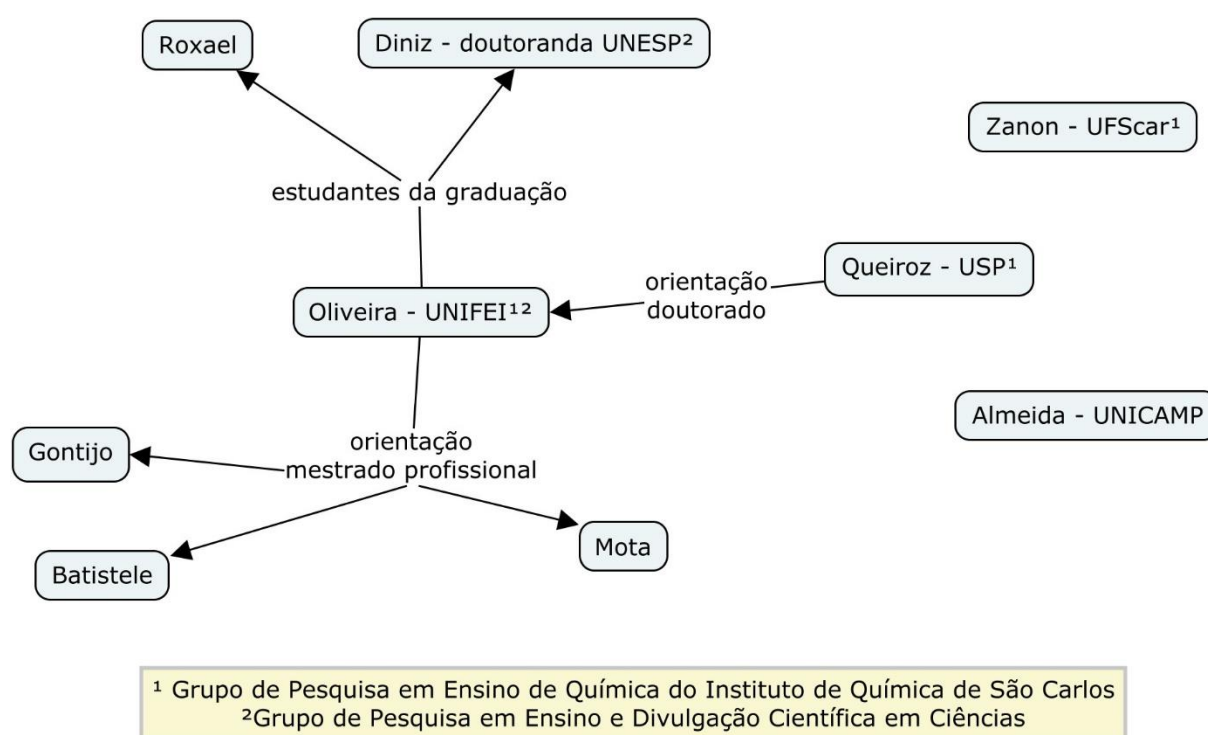 Roxael
Diniz - doutoranda UNESP²
Zanon - UFScar¹
estudantes da graduação
Queiroz - USP¹
orientação
doutorado
Oliveira - UNIFEI¹²
Almeida - UNICAMP
orientação
mestrado profissional
Gontijo
Mota
Batistele
¹ Grupo de Pesquisa em Ensino de Química do Instituto de Química de São Carlos
²Grupo de Pesquisa em Ensino e Divulgação Científica em Ciências